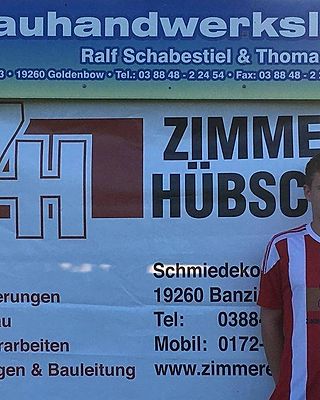 auhandwerksl
Ralf Schabestiel & Thoma
3 • 19260 Goldenbow • Tel.: 03 88 48 - 2 24 54 • Fax: 03 88 48 - 2
ZIMME
HÜBSC
Schmiedeko
19260 Banzi
Tel: 0388
Mobil: 0172-
www.zimmere
erungen
au
rarbeiten
gen & Bauleitung